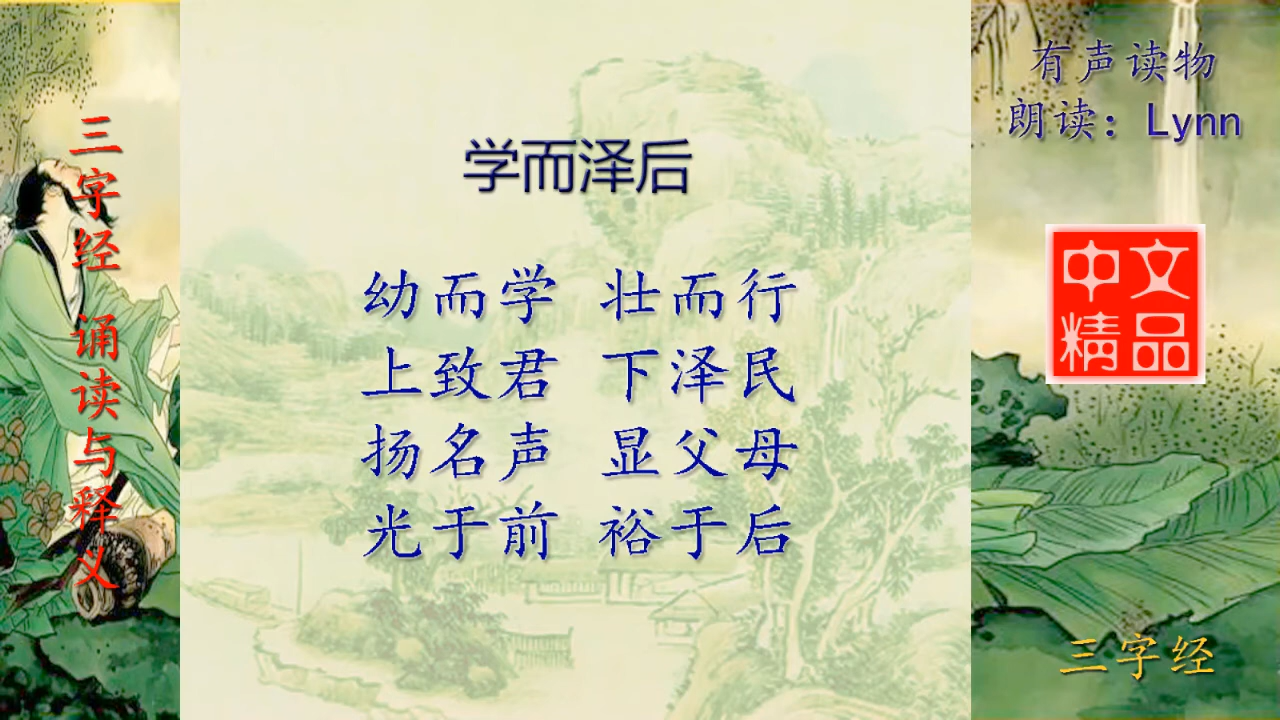 三字经 诵读与释义
学而泽后
幼而学 壮而行
上致君 下泽民
扬名声 显父母
光于前 裕于后
有声读物
朗读：Lynn
中文
精品
三字经